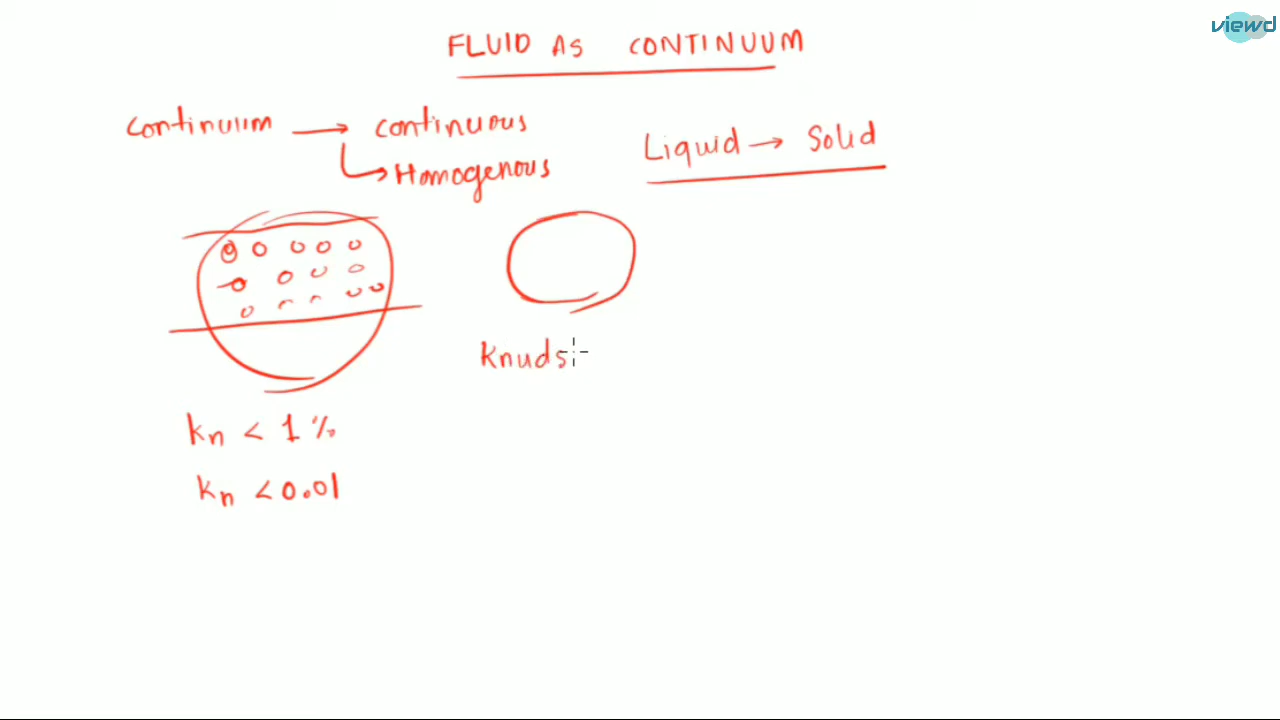 viewd
FLUID AS CONTINUUM
continuum → continuous
→ Homogenous
Liquid → Solid
Knuds
kn < 1 %
kn < 0.01